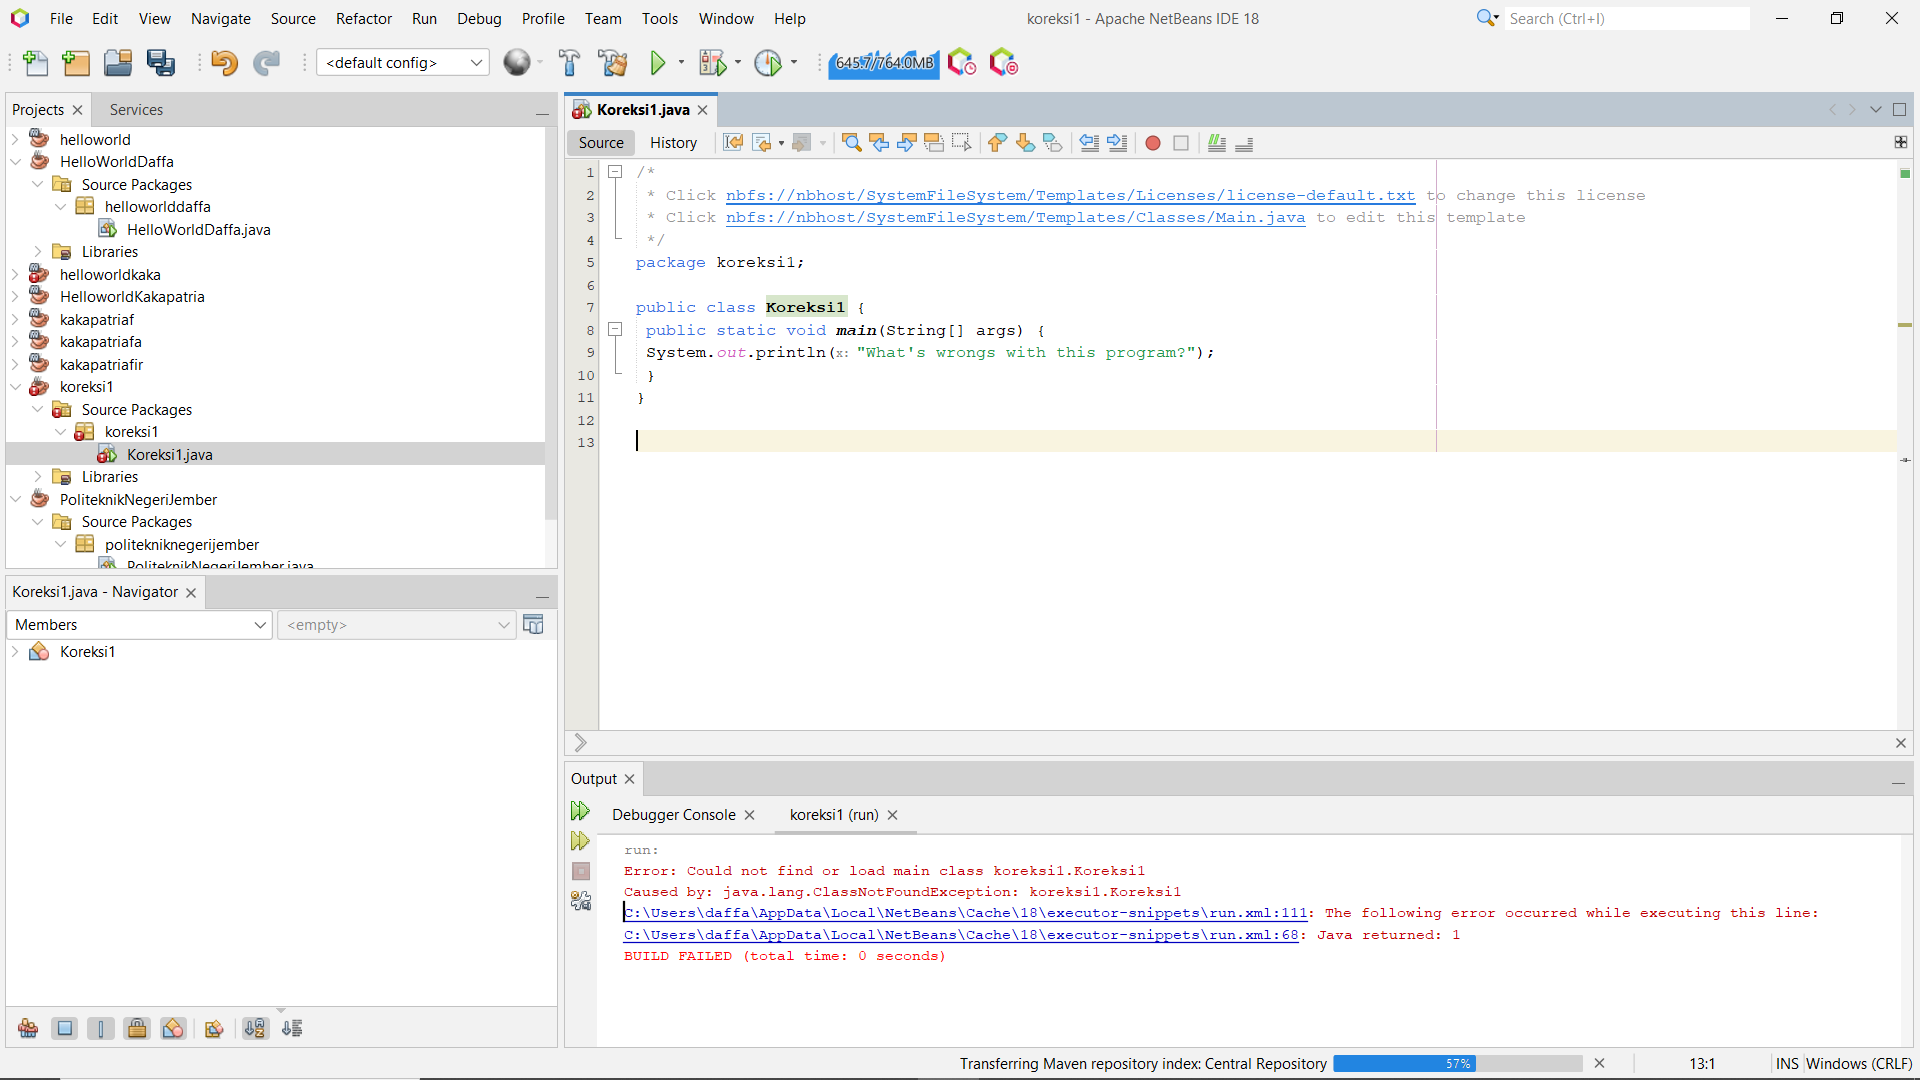 File Edit View Navigate Source Refactor Run Debug Profile Team Tools Window Help koreksi1 - Apache NetBeans IDE 18 Search (Ctrl+I)
<default config> 645.7/764.0MB
Projects Services
helloworld
HelloWorldDaffa
Source Packages
helloworlddaffa
HelloWorldDaffa.java
Libraries
helloworldkaka
HelloworldKakapatria
kakapatriaf
kakapatriafa
kakapatriafir
koreksi1
Source Packages
koreksi1
Koreksi1.java
Libraries
PoliteknikNegeriJember
Source Packages
politekniknegerijember
PoliteknikNegeriJember.java
Koreksi1.java - Navigator
Members <empty>
Koreksi1
Koreksi1.java
Source History
1 /*
2 * Click nbfs://nbhost/SystemFileSystem/Templates/Licenses/license-default.txt to change this license
3 * Click nbfs://nbhost/SystemFileSystem/Templates/Classes/Main.java to edit this template
4 */
5 package koreksi1;
6
7 public class Koreksi1 {
8 public static void main(String[] args) {
9 System.out.println(x: "What's wrongs with this program?");
10 }
11 }
12
13
Output
Debugger Console koreksi1 (run)
run:
Error: Could not find or load main class koreksi1.Koreksi1
Caused by: java.lang.ClassNotFoundException: koreksi1.Koreksi1
C:\Users\daffa\AppData\Local\NetBeans\Cache\18\executor-snippets\run.xml:111: The following error occurred while executing this line:
C:\Users\daffa\AppData\Local\NetBeans\Cache\18\executor-snippets\run.xml:68: Java returned: 1
BUILD FAILED (total time: 0 seconds)
Transferring Maven repository index: Central Repository 57% 13:1 INS Windows (CRLF)